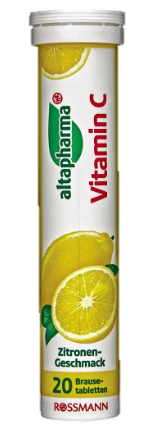 altapharma
Vitamin C
Zitronen-
Geschmack
20 Brause-
tabletten
ROSSMANN